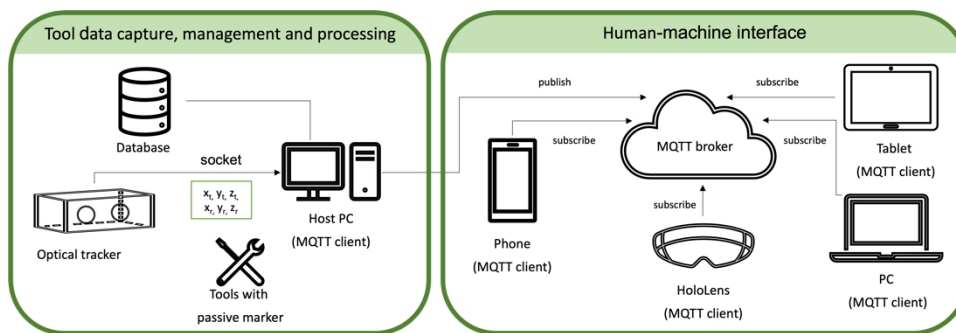 Tool data capture, management and processing
Database
socket
xt, yt, zt,
xr, yr, zr
Optical tracker
Host PC
(MQTT client)
Tools with
passive marker
Human-machine interface
publish
subscribe
subscribe
subscribe
MQTT broker
subscribe
Phone
(MQTT client)
HoloLens
(MQTT client)
Tablet
(MQTT client)
PC
(MQTT client)